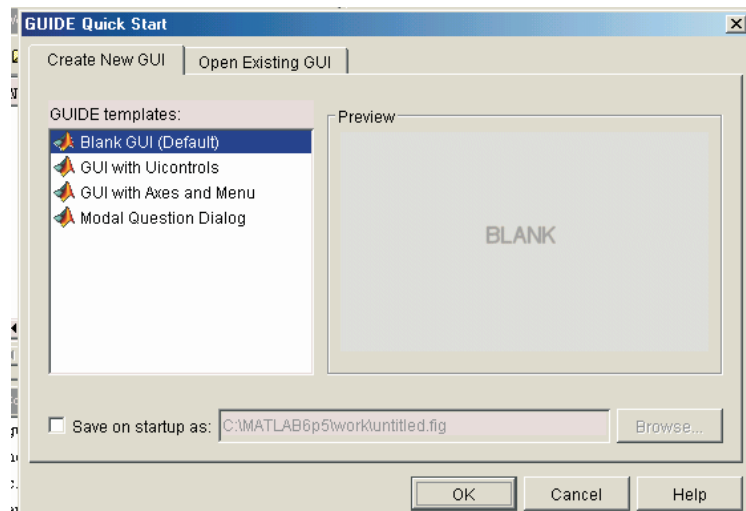 GUIDE Quick Start
Create New GUI
Open Existing GUI
GUIDE templates:
Blank GUI (Default)
GUI with Uicontrols
GUI with Axes and Menu
Modal Question Dialog
Preview
BLANK
Save on startup as:
C:\MATLAB6p5\work\untitled.fig
Browse...
OK
Cancel
Help